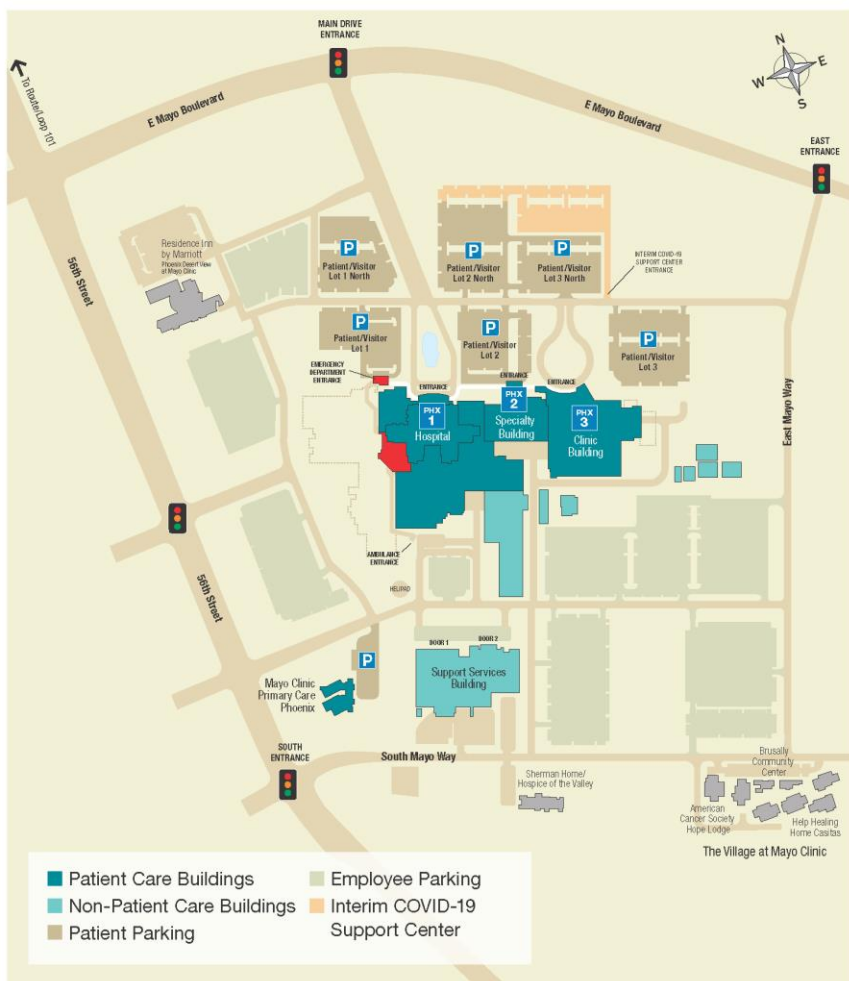 MAIN DRIVE
ENTRANCE
N
E
W
S
To Route/Loop 101
E Mayo Boulevard
E Mayo Boulevard
EAST
ENTRANCE
Residence Inn
by Marriott
Phoenix Desert View
at Mayo Clinic
P
Patient/Visitor
Lot 1 North
P
Patient/Visitor
Lot 2 North
P
Patient/Visitor
Lot 3 North
INTERIM COVID-19
SUPPORT CENTER
ENTRANCE
56th Street
P
Patient/Visitor
Lot 1
P
Patient/Visitor
Lot 2
P
Patient/Visitor
Lot 3
EMERGENCY
DEPARTMENT
ENTRANCE
ENTRANCE
ENTRANCE
ENTRANCE
PHX
1
Hospital
PHX
2
Specialty
Building
PHX
3
Clinic
Building
East Mayo Way
AMBULANCE
ENTRANCE
HELIPAD
56th Street
DOOR 1
DOOR 2
P
Mayo Clinic
Primary Care
Phoenix
Support Services
Building
SOUTH
ENTRANCE
South Mayo Way
Sherman Home/
Hospice of the Valley
Brusally
Community
Center
American
Cancer Society
Hope Lodge
Help Healing
Home Casitas
The Village at Mayo Clinic
Patient Care Buildings
Non-Patient Care Buildings
Patient Parking
Employee Parking
Interim COVID-19
Support Center